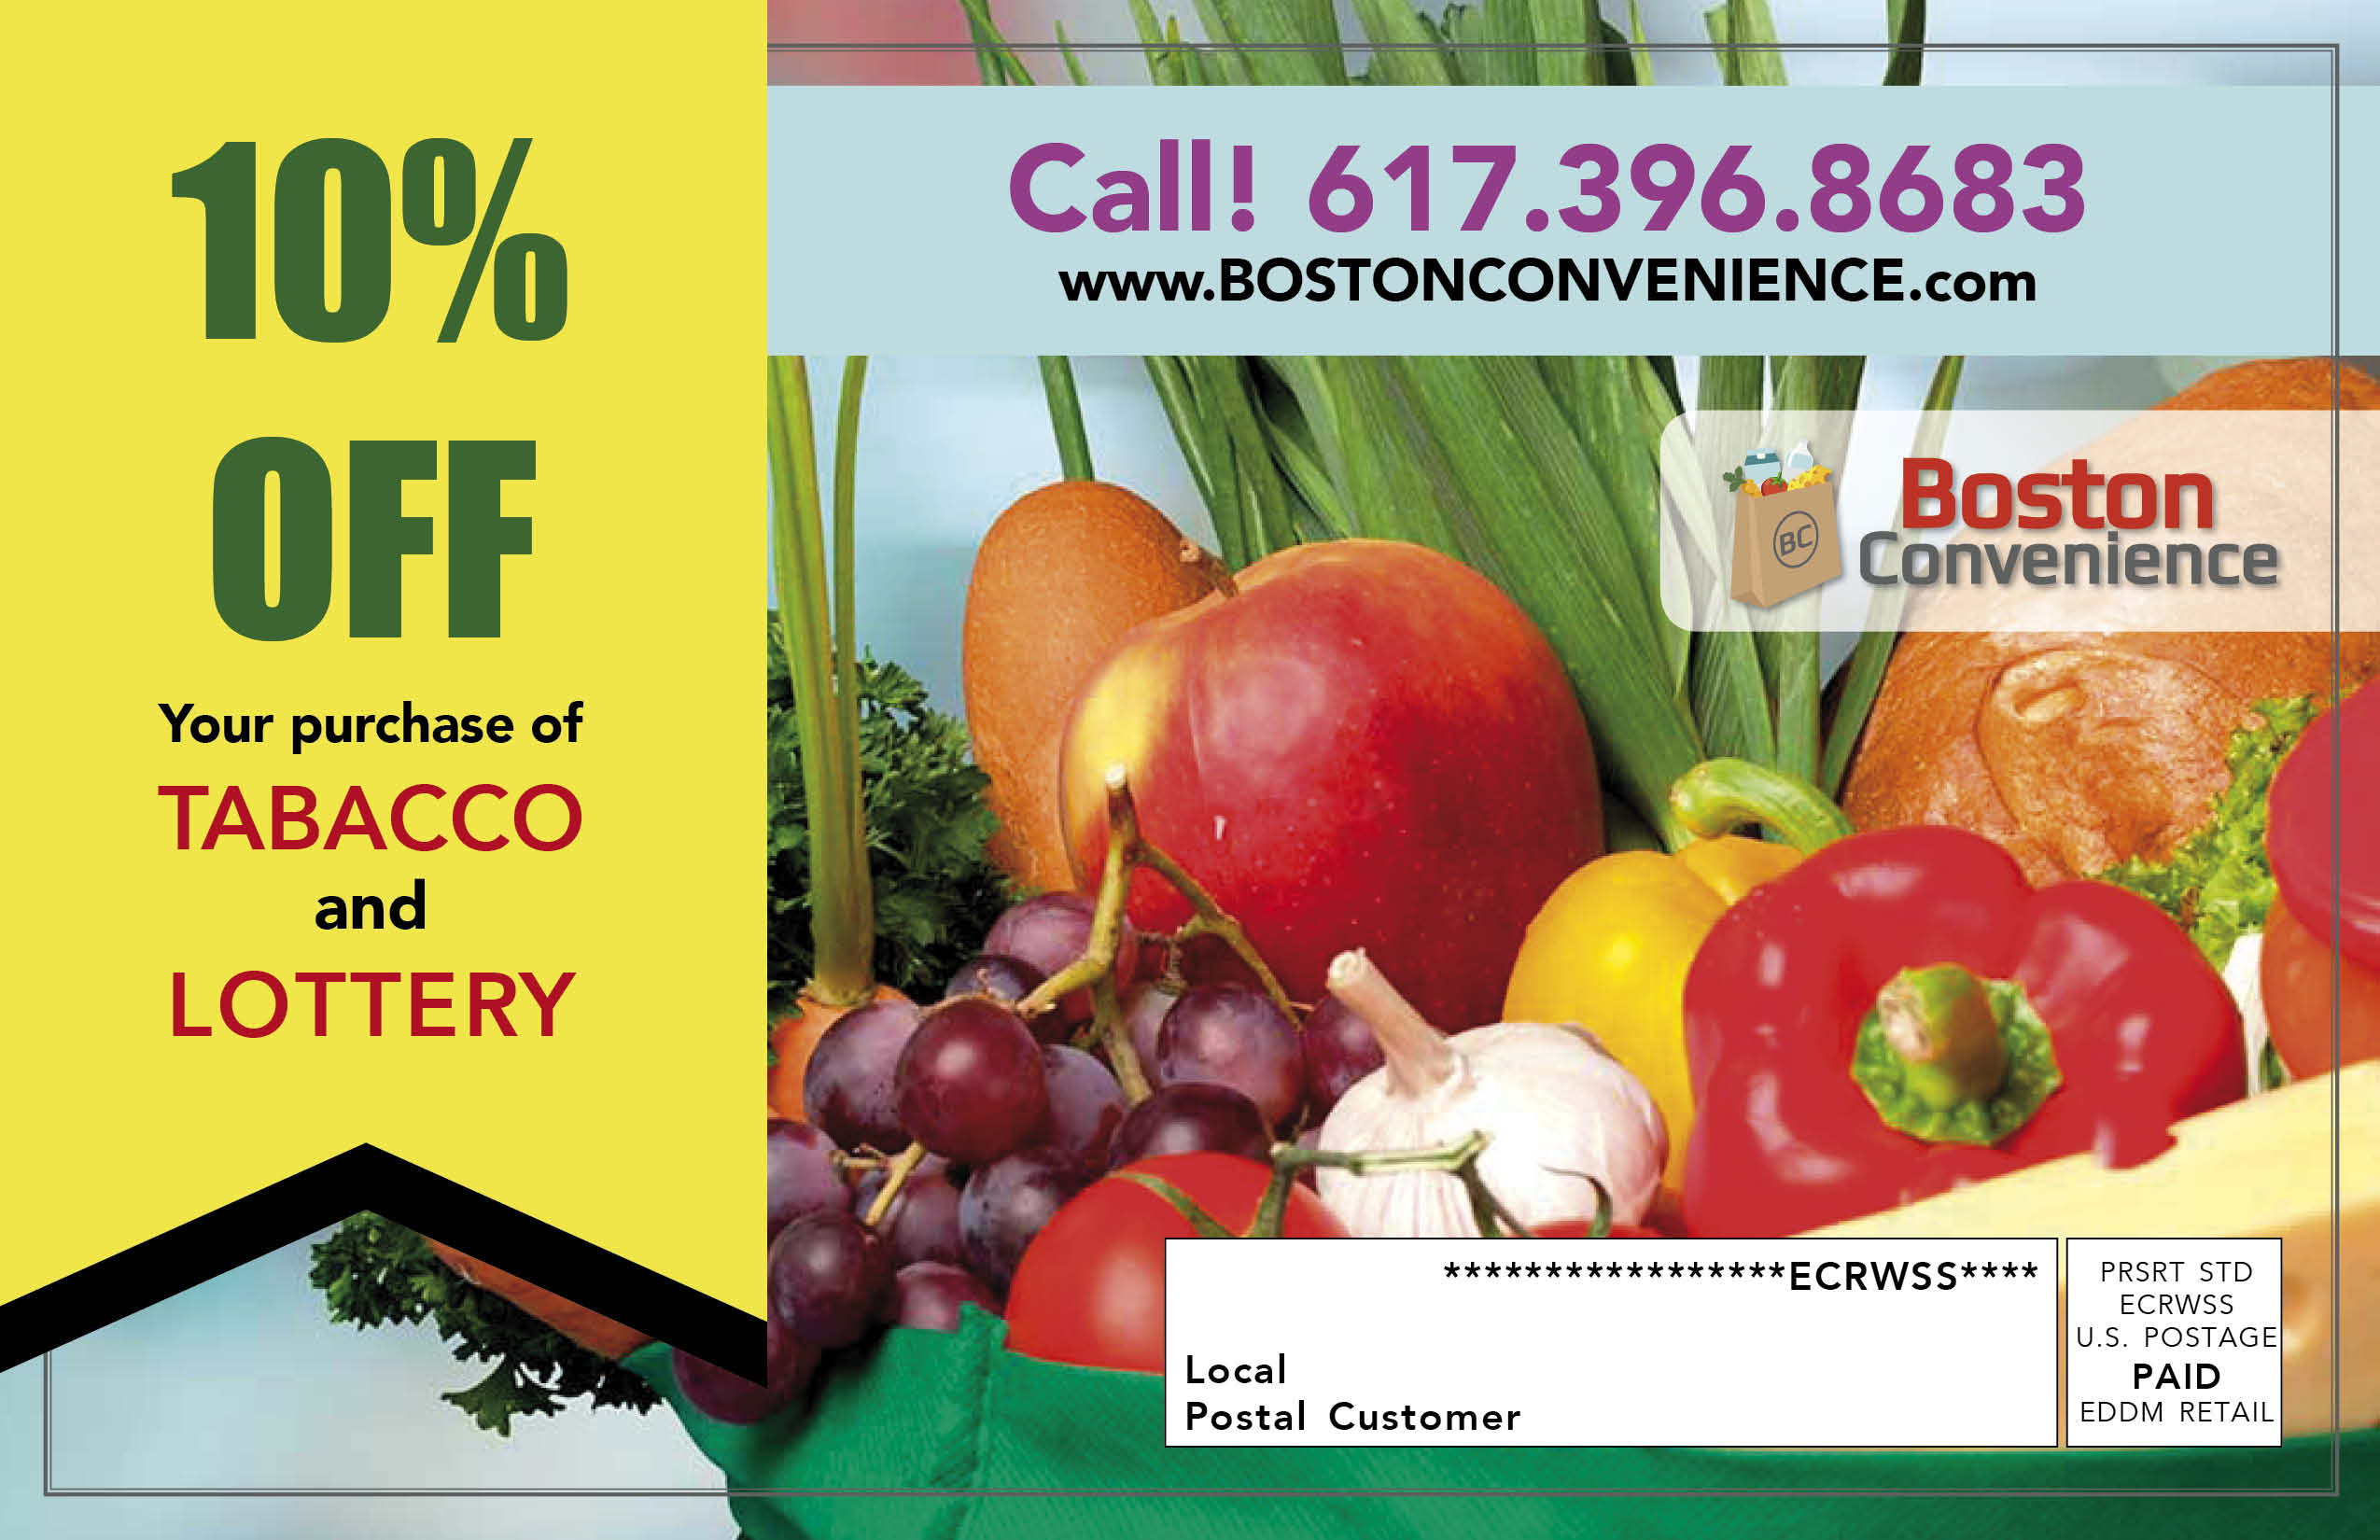 10%
OFF
Your purchase of
TABACCO
and
LOTTERY
Call! 617.396.8683
www.BOSTONCONVENIENCE.com
BC
Boston
Convenience
*****************ECRWSS****
Local
Postal Customer
PRSRT STD
ECRWSS
U.S. POSTAGE
PAID
EDDM RETAIL